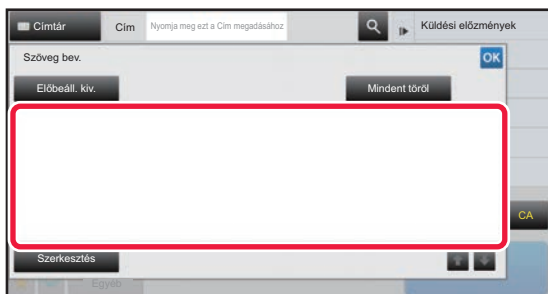 Címtár Cím Nyomja meg ezt a Cím megadásához Küldési előzmények
Szöveg bev. OK
Előbeáll. kiv. Mindent töröl
CA
Szerkesztés
Egyéb